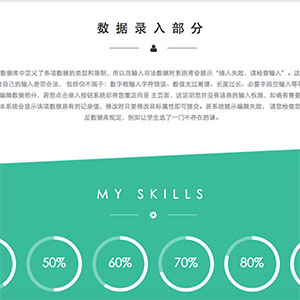 数据录入部分
数据库中定义了各项数据的类型和限制，所以当输入非法数据时系统将会提示“插入失败，请检查输入”。这
自己的输入是否合法，包括但不限于：数字框输入字符错误、数值太过离谱、长度过长、必要字段空输入等
编辑数据部分，若您点击录入按钮系统却将您重定向至 主页面，这说明您并没有该表的输入权限，如确有需要
本系统会显示该项数据原有的记录值，修改时只要修改目标属性即可提交。若系统提示编辑失败，请您检查
反数据库规定，例如让学生选了一门不存在的课。
MY SKILLS
50%
60%
70%
80%